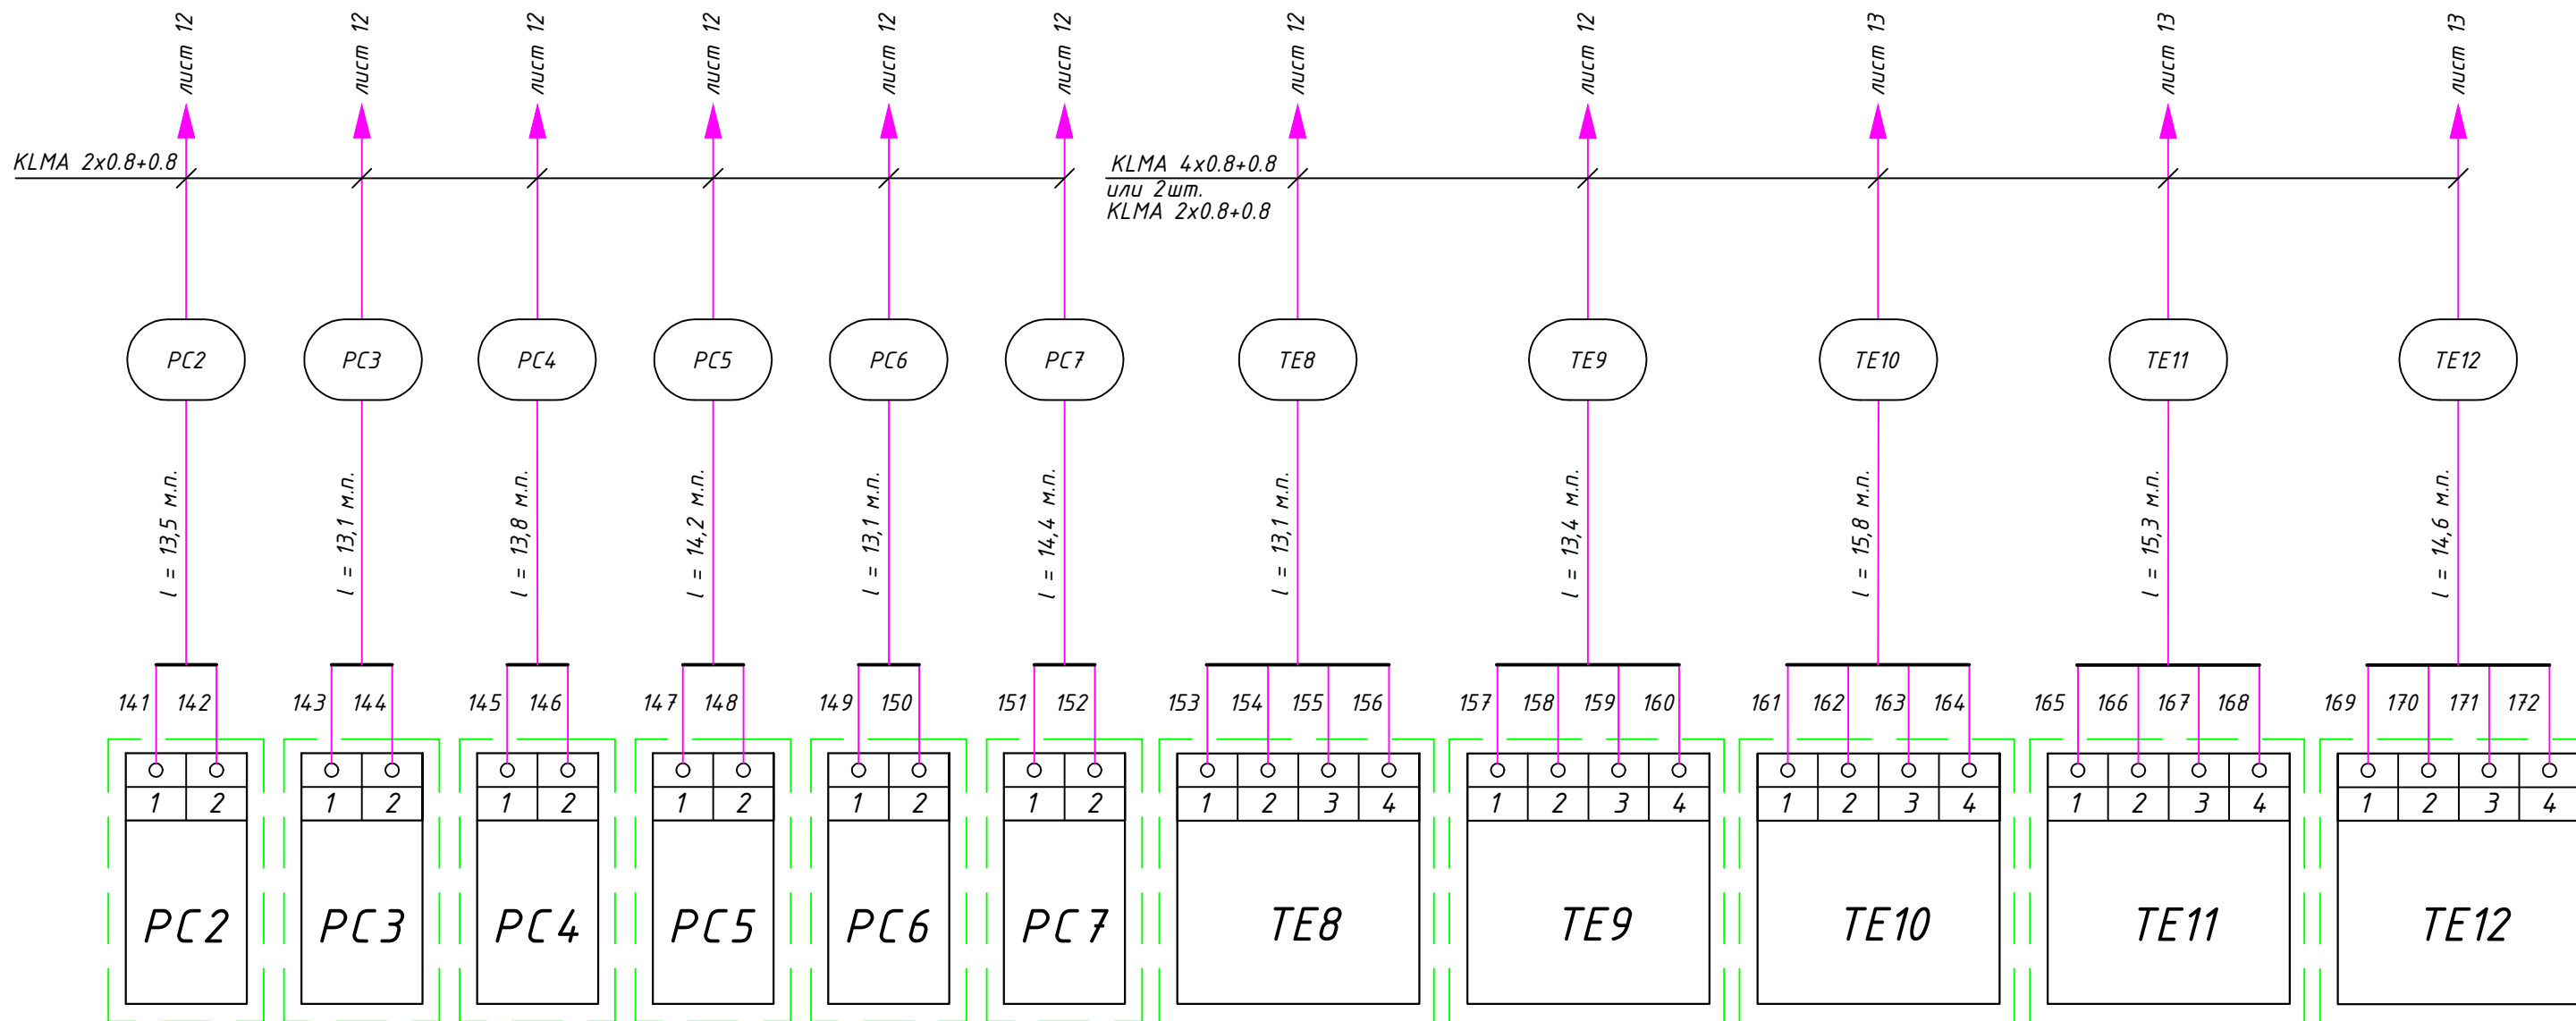 лист 12
лист 12
лист 12
лист 12
лист 12
лист 12
лист 12
лист 12
лист 13
лист 13
лист 13
KLMA 2x0.8+0.8
KLMA 4x0.8+0.8
или 2шт.
KLMA 2x0.8+0.8
PC2
PC3
PC4
PC5
PC6
PC7
TE8
TE9
TE10
TE11
TE12
l = 13,5 м.п.
l = 13,1 м.п.
l = 13,8 м.п.
l = 14,2 м.п.
l = 13,1 м.п.
l = 14,4 м.п.
l = 13,1 м.п.
l = 13,4 м.п.
l = 15,8 м.п.
l = 15,3 м.п.
l = 14,6 м.п.
141 142
143 144
145 146
147 148
149 150
151 152
153 154 155 156
157 158 159 160
161 162 163 164
165 166 167 168
169 170 171 172
1 2
1 2
1 2
1 2
1 2
1 2
1 2 3 4
1 2 3 4
1 2 3 4
1 2 3 4
1 2 3 4
PC2
PC3
PC4
PC5
PC6
PC7
TE8
TE9
TE10
TE11
TE12